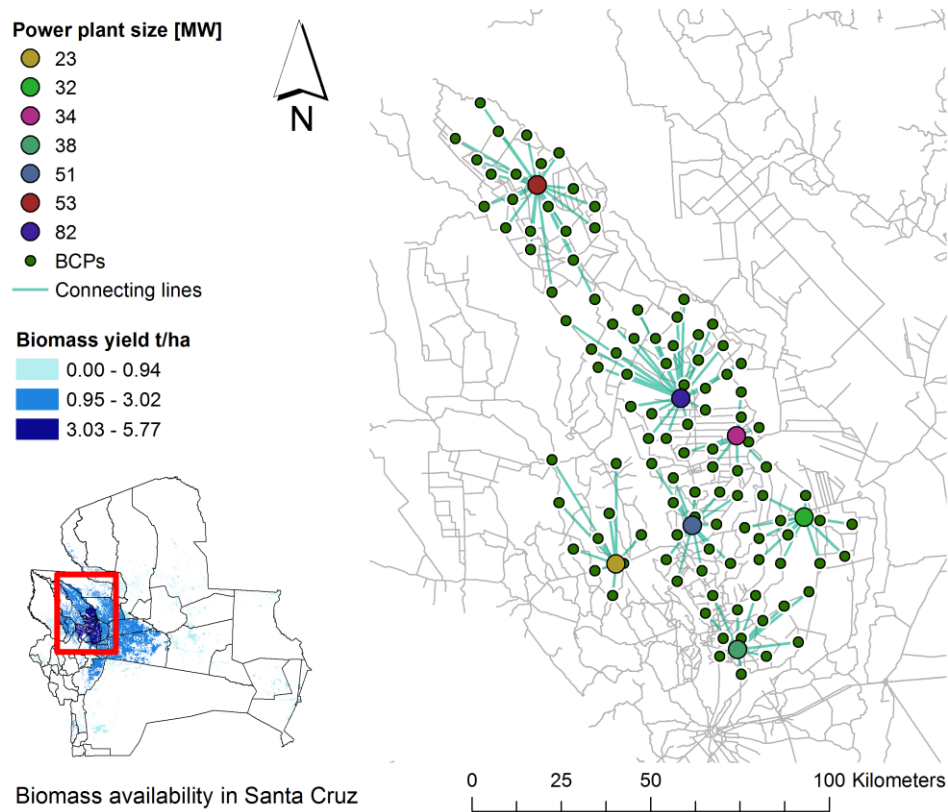 Power plant size [MW]
23
32
34
38
51
53
82
BCPs
Connecting lines
N
Biomass yield t/ha
0.00 - 0.94
0.95 - 3.02
3.03 - 5.77
Biomass availability in Santa Cruz
0 25 50 100 Kilometers